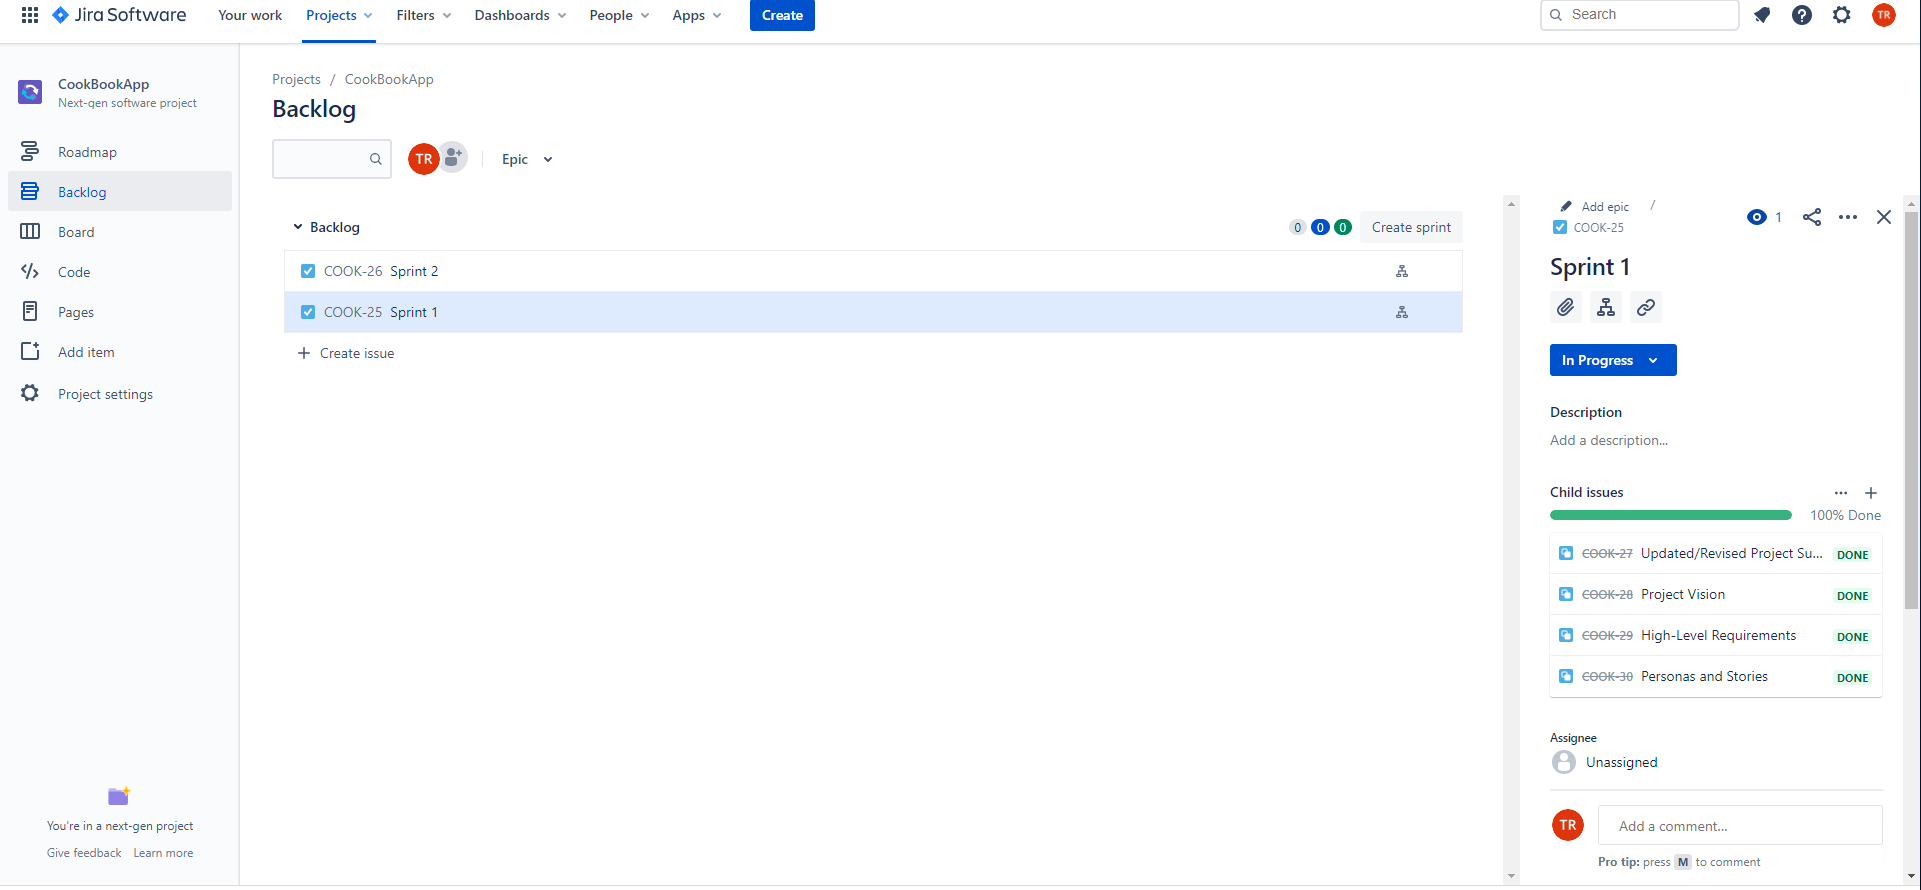 Jira Software
Your work
Projects
Filters
Dashboards
People
Apps
Create
Search
TR
CookBookApp
Next-gen software project
Roadmap
Backlog
Board
Code
Pages
Add item
Project settings
You're in a next-gen project
Give feedback Learn more
Projects / CookBookApp
Backlog
TR
Epic
Backlog
0 0 0
Create sprint
COOK-26 Sprint 2
COOK-25 Sprint 1
Create issue
Add epic /
COOK-25
1
Sprint 1
In Progress
Description
Add a description...
Child issues
100% Done
COOK-27 Updated/Revised Project Su... DONE
COOK-28 Project Vision DONE
COOK-29 High-Level Requirements DONE
COOK-30 Personas and Stories DONE
Assignee
Unassigned
TR
Add a comment...
Pro tip: press M to comment